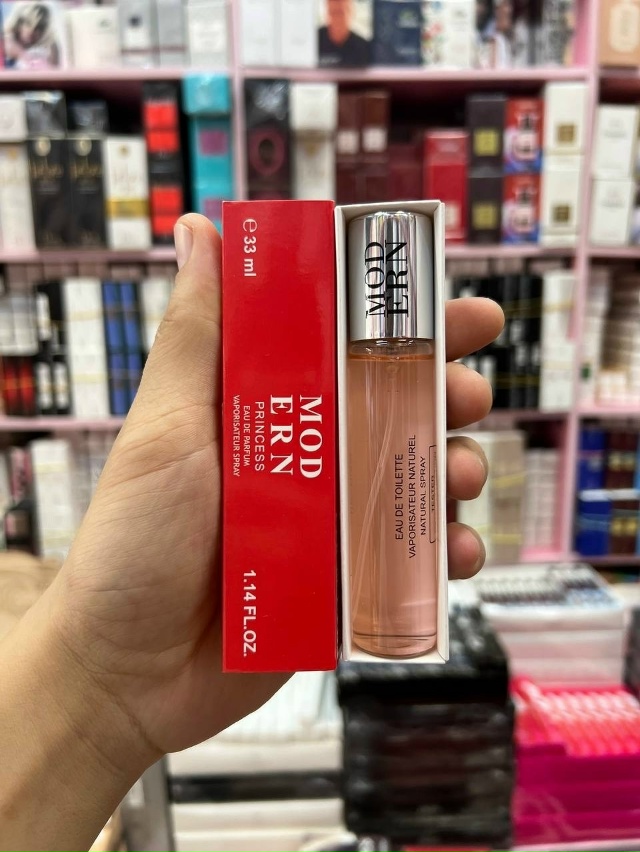 ℮ 33 ml
MOD
ERN
PRINCESS
EAU DE PARFUM
VAPORISATEUR SPRAY
1.14 FL.OZ.
MOD
ERN
EAU DE TOILETTE
VAPORISATEUR NATUREL
NATURAL SPRAY
TESTER